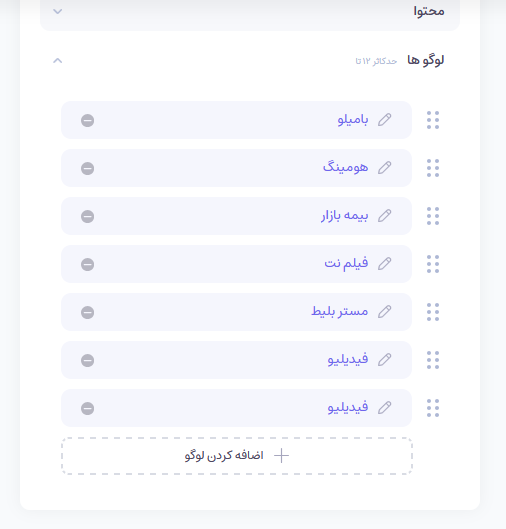 محتوا
لوگو ها حداکثر ۱۲ تا
بامیلو
هومینگ
بیمه بازار
فیلم نت
مستر بلیط
فیدیلیو
فیدیلیو
اضافه کردن لوگو